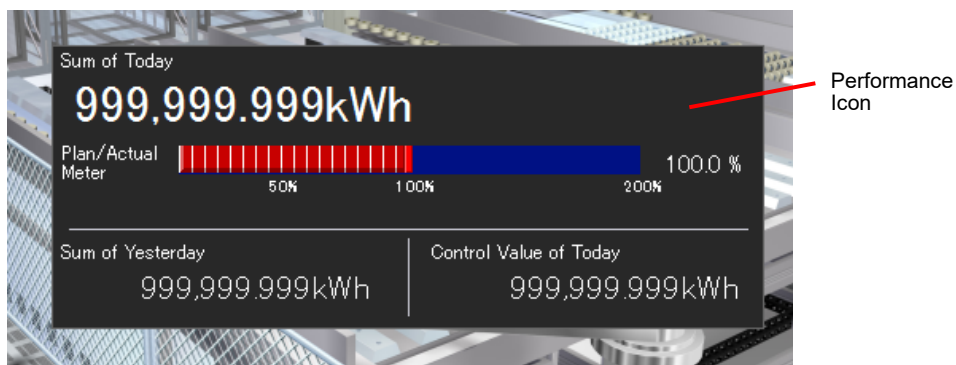 Sum of Today
999,999.999kWh
Performance
Icon
Plan/Actual
Meter
100.0 %
50%
100%
200%
Sum of Yesterday
Control Value of Today
999,999.999kWh
999,999.999kWh